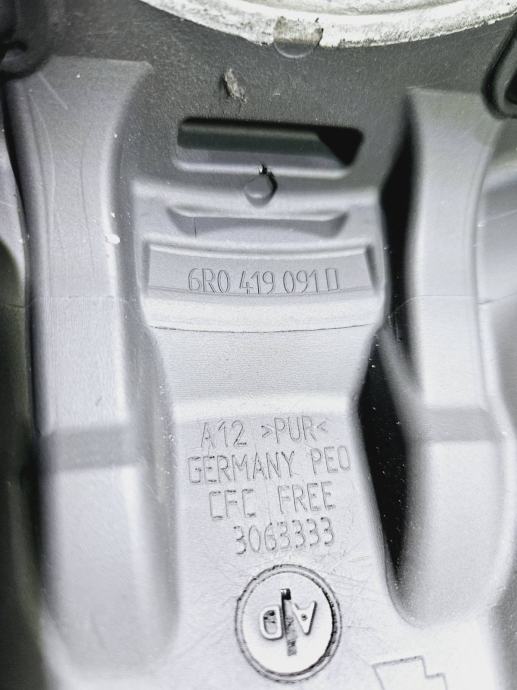 6R0 419 091 D
A12 >PUR<
GERMANY PEO
CFC FREE
3063333